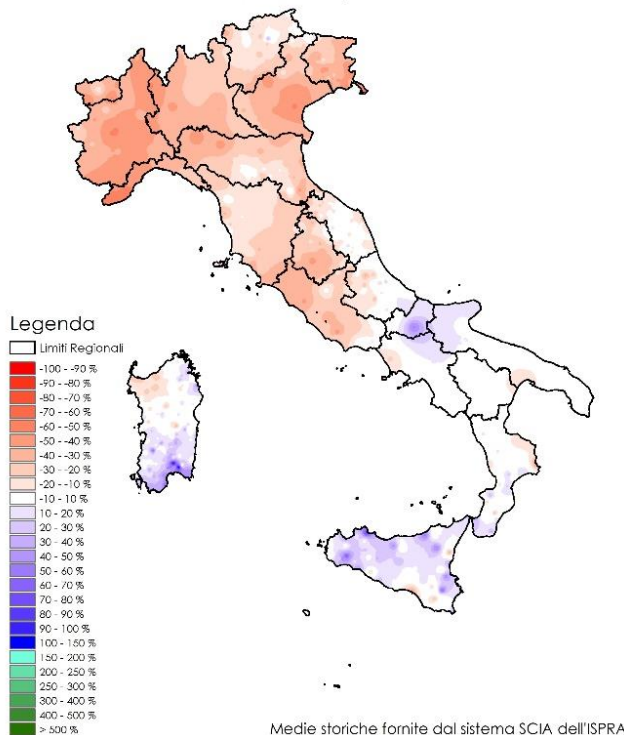 Legenda
Limiti Regionali
-100 - -90 %
-90 - -80 %
-80 - -70 %
-70 - -60 %
-60 - -50 %
-50 - -40 %
-40 - -30 %
-30 - -20 %
-20 - -10 %
-10 - 10 %
10 - 20 %
20 - 30 %
30 - 40 %
40 - 50 %
50 - 60 %
60 - 70 %
70 - 80 %
80 - 90 %
90 - 100 %
100 - 150 %
150 - 200 %
200 - 250 %
250 - 300 %
300 - 400 %
400 - 500 %
> 500 %
Medie storiche fornite dal sistema SCIA dell'ISPRA